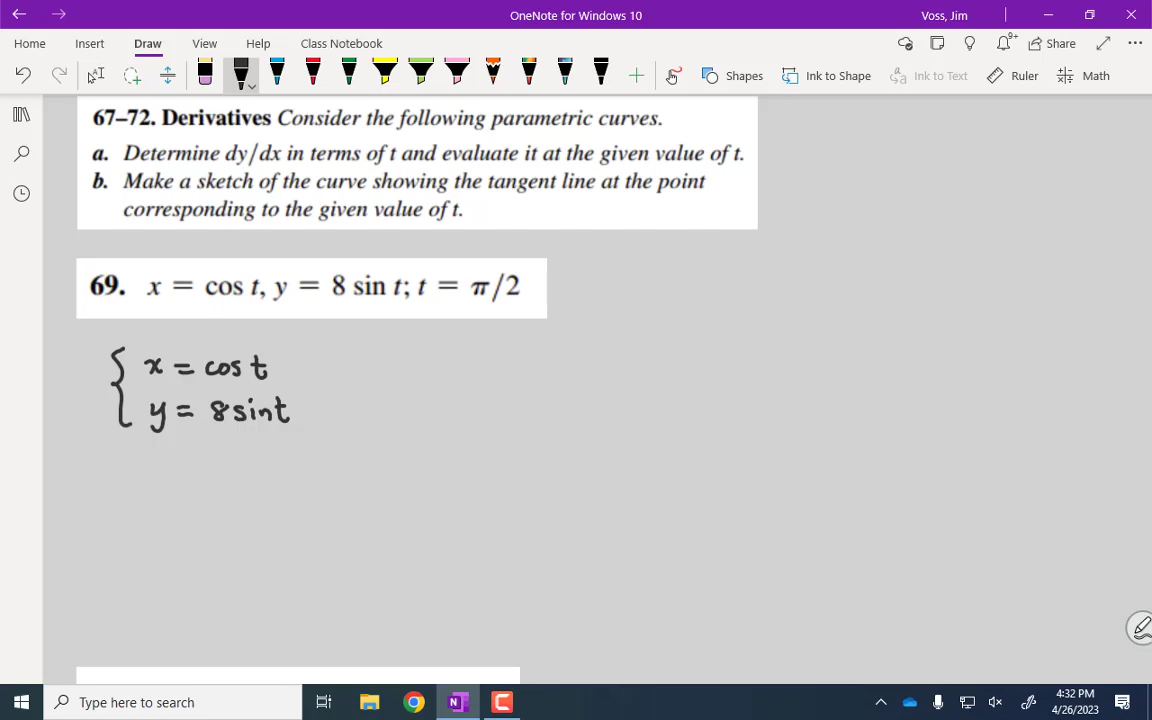 OneNote for Windows 10
Voss, Jim
Home Insert Draw View Help Class Notebook
9+
Share
Shapes
Ink to Shape
Ink to Text
Ruler
Math
67–72. Derivatives Consider the following parametric curves.
a. Determine dy/dx in terms of t and evaluate it at the given value of t.
b. Make a sketch of the curve showing the tangent line at the point
corresponding to the given value of t.
69. x = cos t, y = 8 sin t; t = π/2
x = cos t
y = 8sint
Type here to search
4:32 PM
4/26/2023